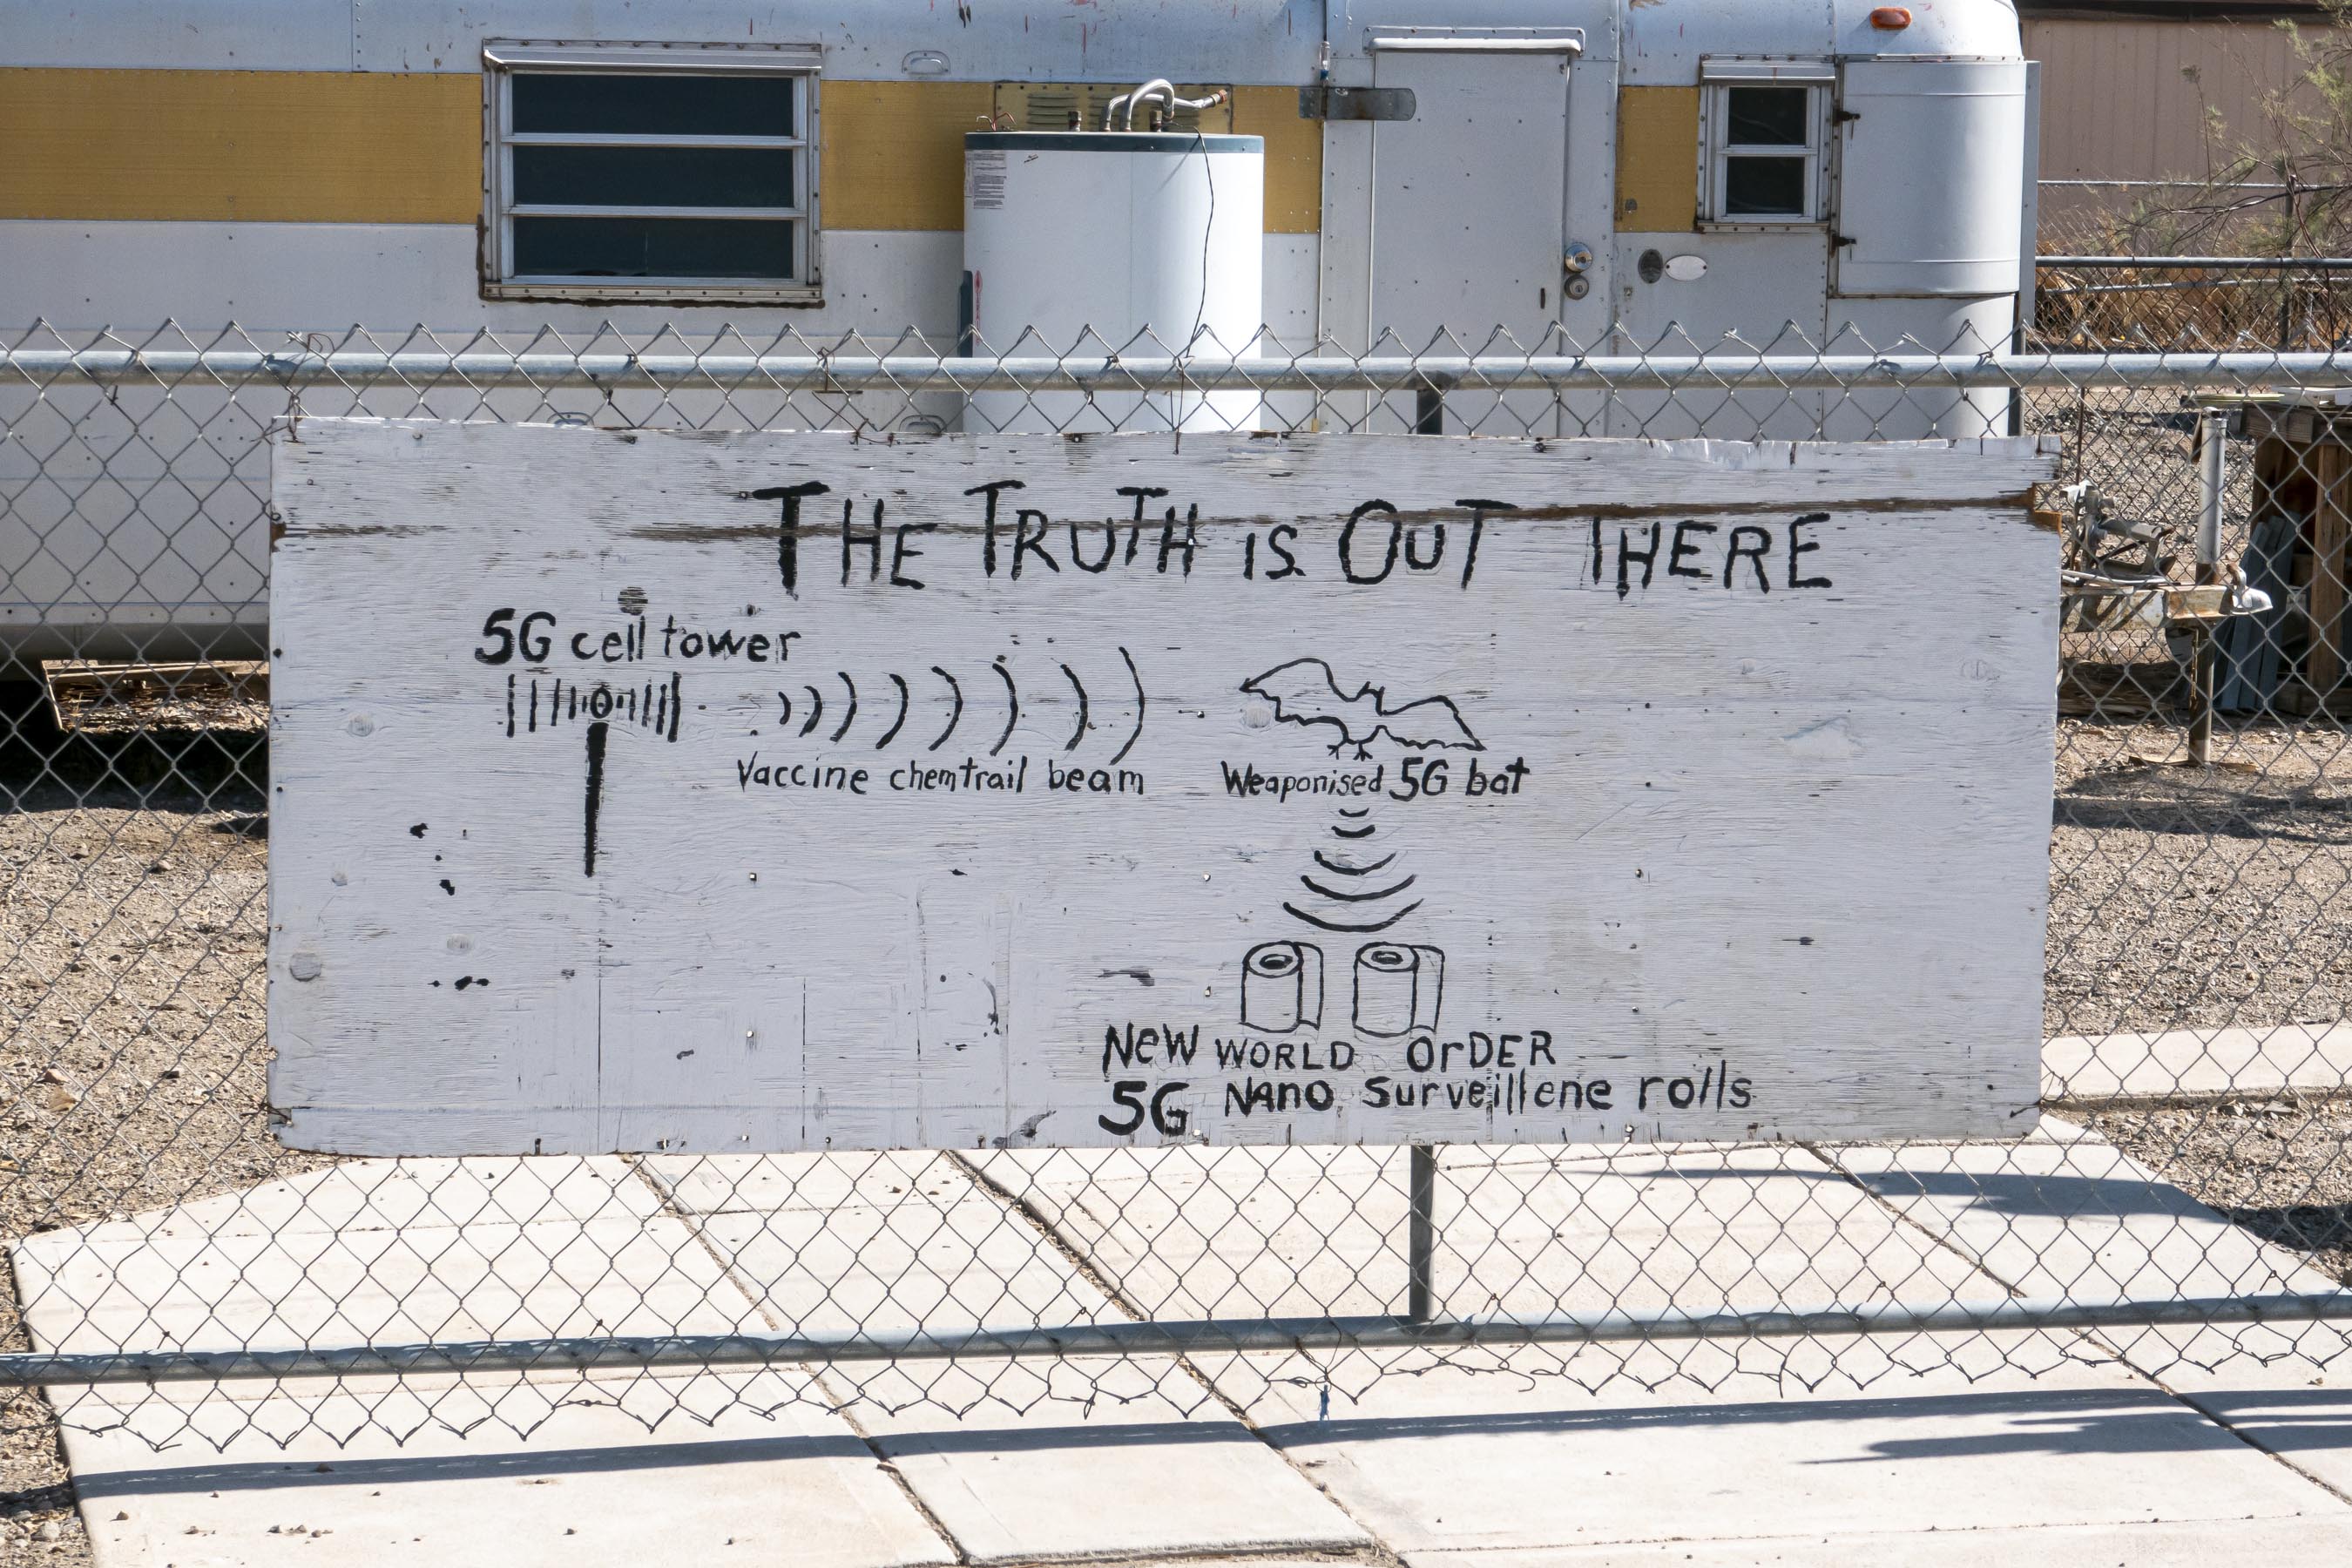 THE TRUTH IS OUT THERE
5G cell tower
Vaccine chemtrail beam
Weaponised 5G bat
NeW WORLD OrDER
5G NAnO Surveillene rolls